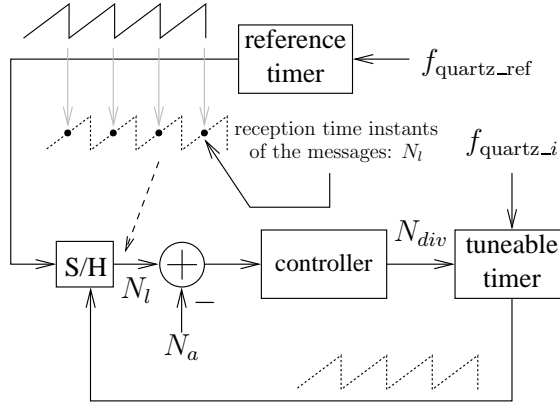 reference
timer
f_quartz_ref
reception time instants
of the messages: N_l
f_quartz_i
N_div
S/H
controller
tuneable
timer
N_l
−
N_a